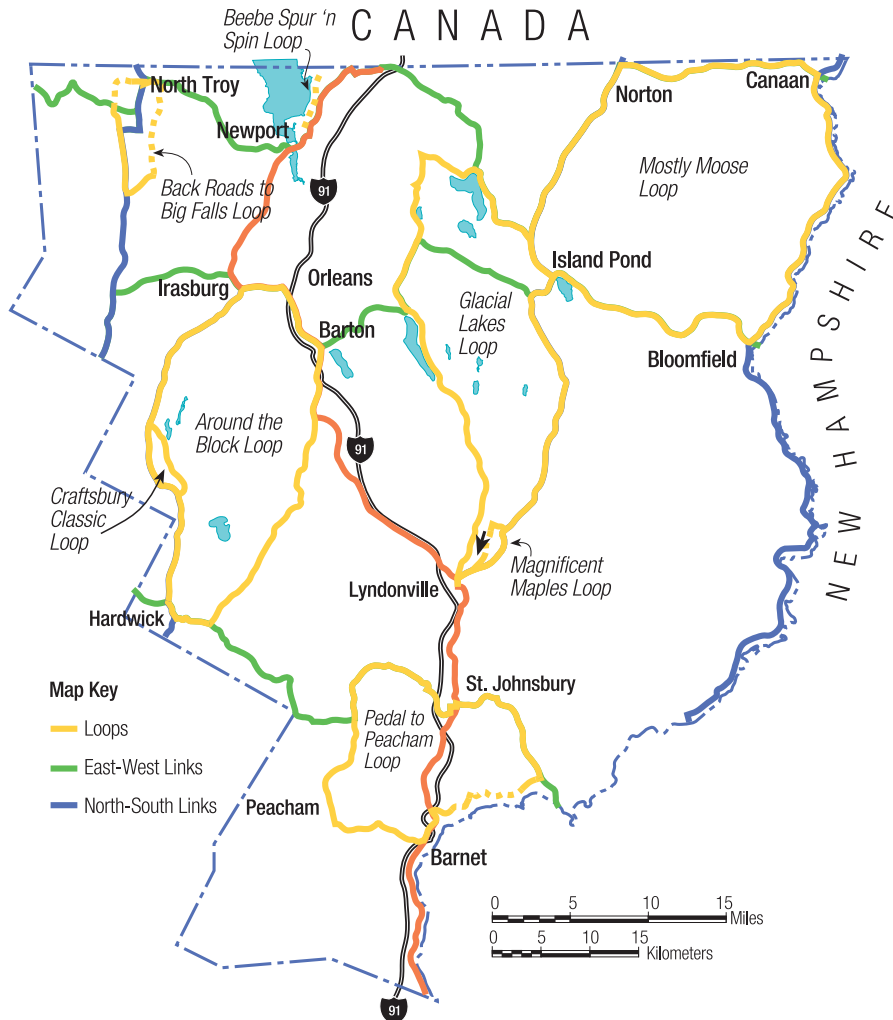 CANADA
Beebe Spur ‘n
Spin Loop
North Troy
Canaan
Norton
Newport
Mostly Moose
Loop
91
Back Roads to
Big Falls Loop
NEW HAMPSHIRE
Island Pond
Orleans
Irasburg
Glacial
Lakes
Loop
Barton
Bloomfield
Around the
Block Loop
91
Craftsbury
Classic
Loop
Magnificent
Maples Loop
Lyndonville
Hardwick
St. Johnsbury
Map Key
Loops
East-West Links
North-South Links
Pedal to
Peacham
Loop
Peacham
Barnet
0 5 10 15
Miles
0 5 10 15
Kilometers
91